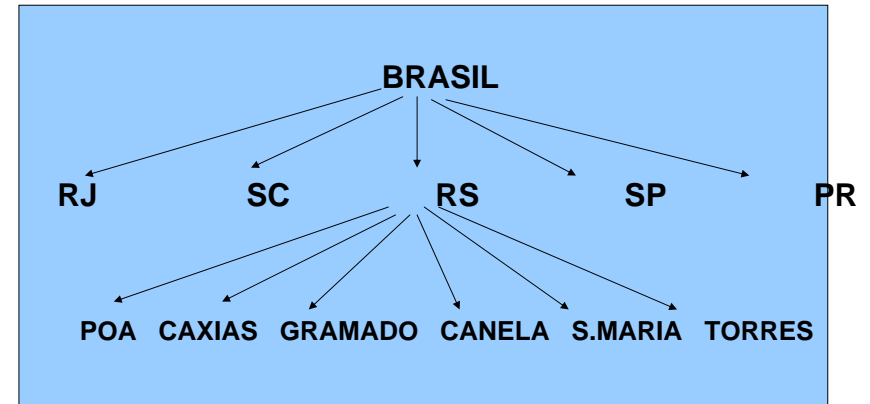 BRASIL
RJ SC RS SP PR
POA CAXIAS GRAMADO CANELA S.MARIA TORRES